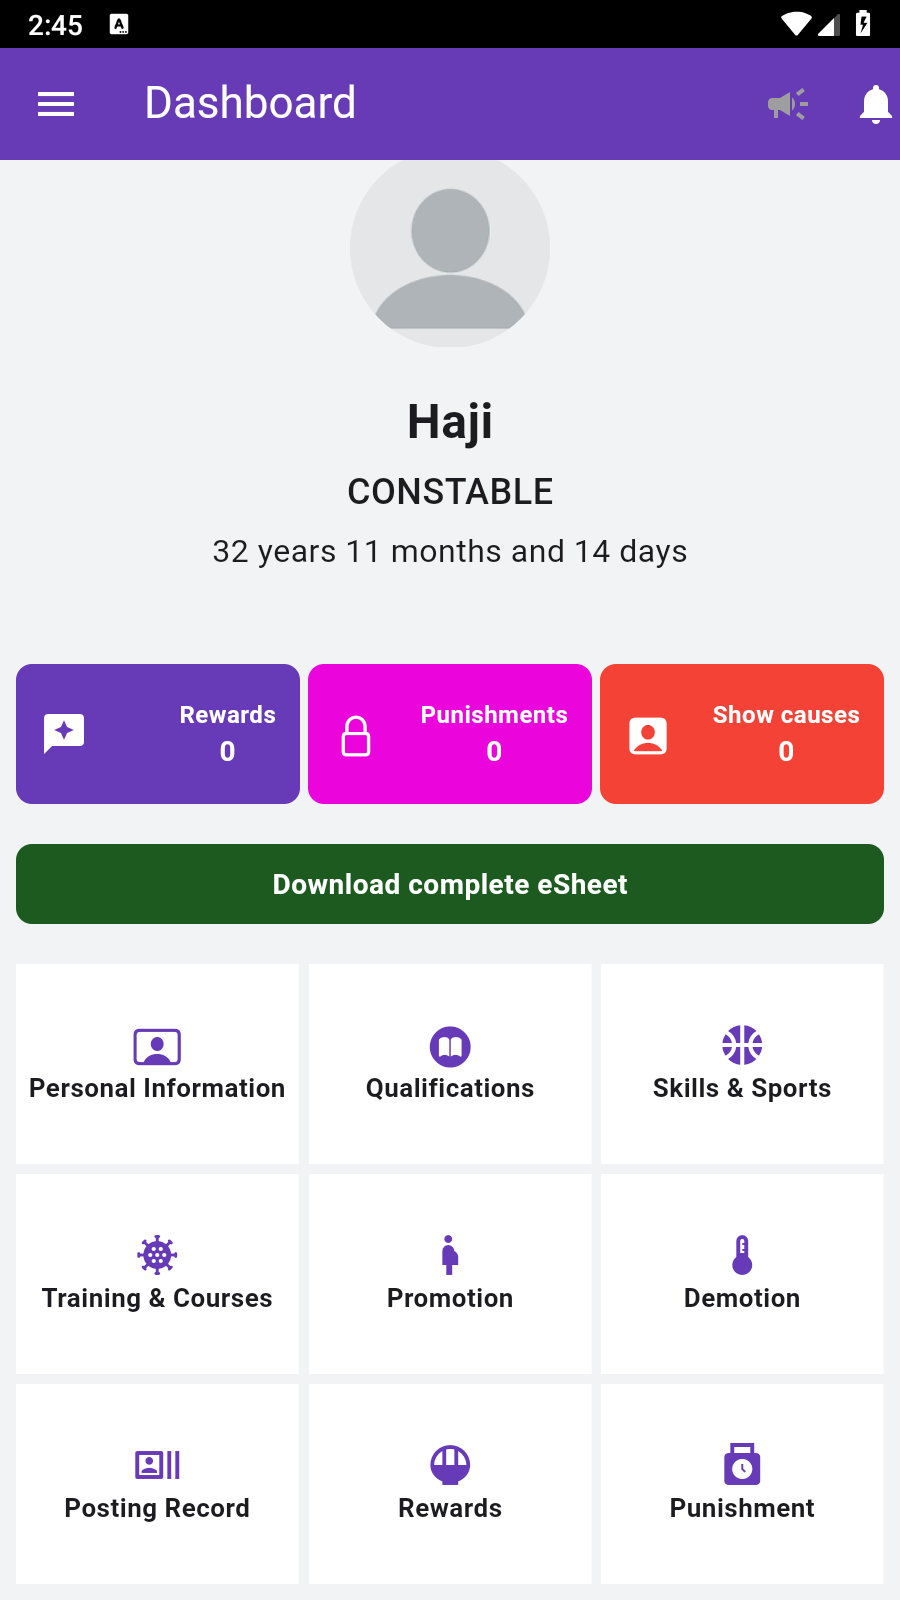 2:45
Dashboard
Haji
CONSTABLE
32 years 11 months and 14 days
Rewards
0
Punishments
0
Show causes
0
Download complete eSheet
Personal Information
Qualifications
Skills & Sports
Training & Courses
Promotion
Demotion
Posting Record
Rewards
Punishment